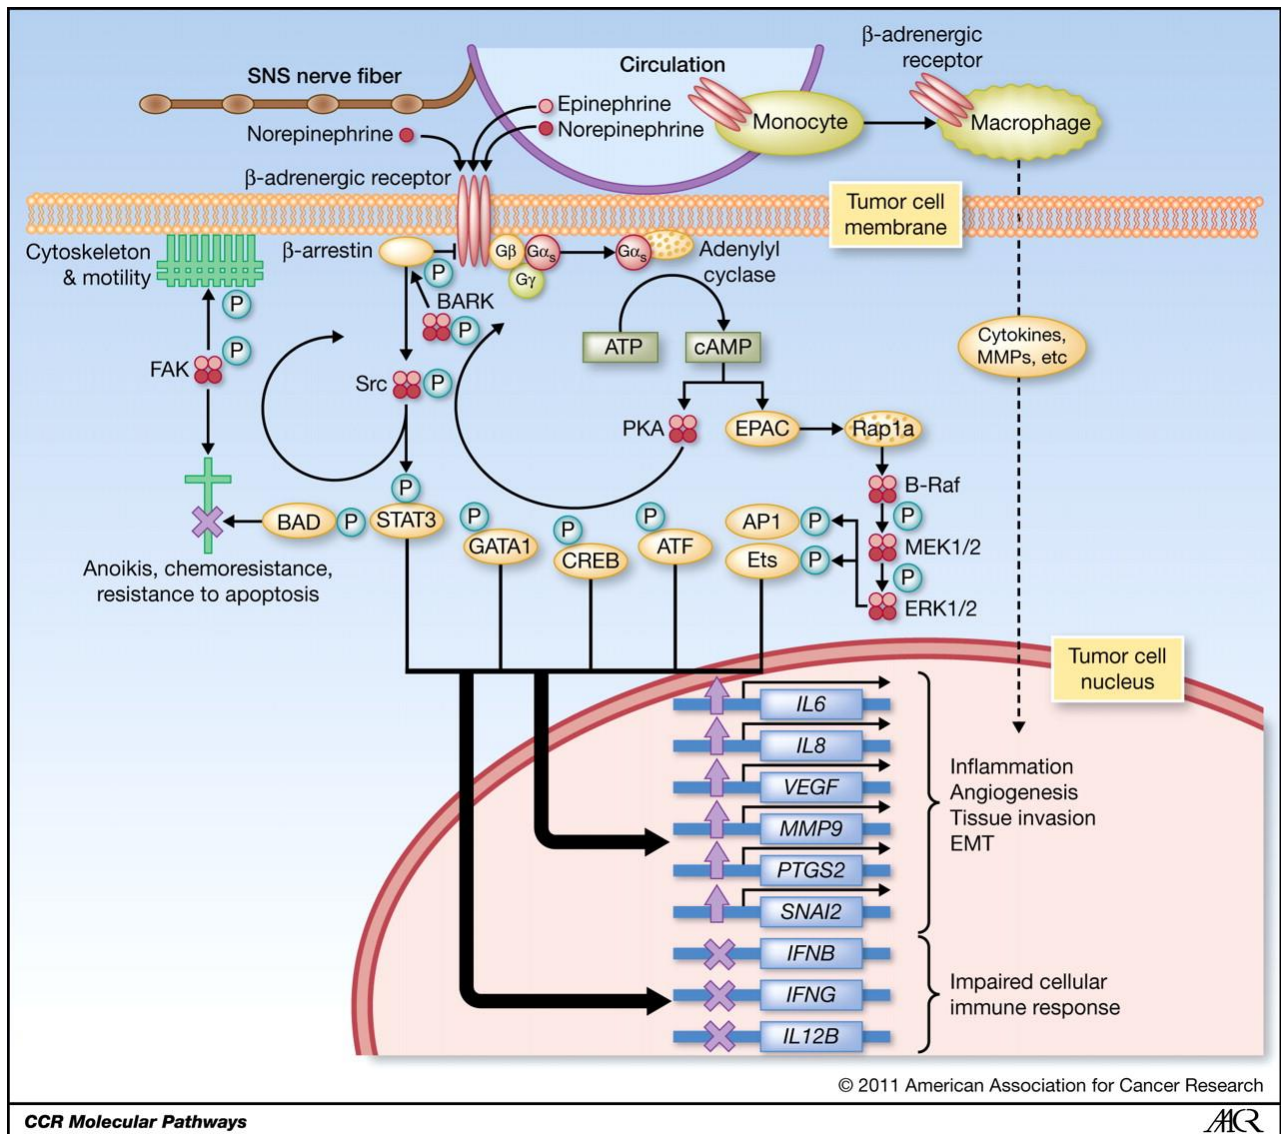 β-adrenergic
receptor
SNS nerve fiber
Circulation
Epinephrine
Norepinephrine
Norepinephrine
Monocyte
Macrophage
β-adrenergic receptor
Tumor cell
membrane
Cytoskeleton
& motility
β-arrestin
Gβ
Gαs
Gγ
Gαs
Adenylyl
cyclase
P
BARK
P
P
ATP
cAMP
Cytokines,
MMPs, etc
FAK
P
Src
P
PKA
EPAC
Rap1a
B-Raf
P
MEK1/2
P
ERK1/2
P
BAD
P
STAT3
P
GATA1
P
CREB
P
ATF
AP1
P
Ets
P
Anoikis, chemoresistance,
resistance to apoptosis
Tumor cell
nucleus
IL6
IL8
VEGF
MMP9
PTGS2
SNAI2
IFNB
IFNG
IL12B
Inflammation
Angiogenesis
Tissue invasion
EMT
Impaired cellular
immune response
© 2011 American Association for Cancer Research
CCR Molecular Pathways
AACR